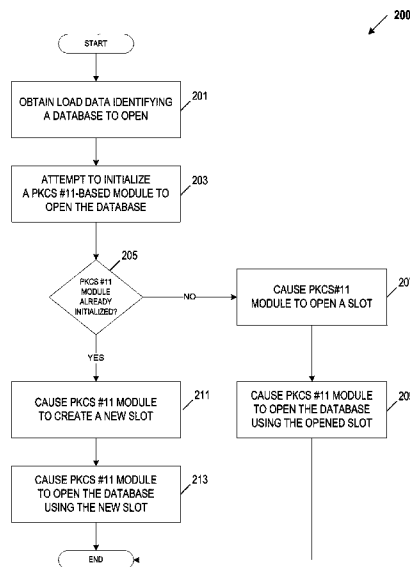 200
START
OBTAIN LOAD DATA IDENTIFYING
A DATABASE TO OPEN
201
ATTEMPT TO INITIALIZE
A PKCS #11-BASED MODULE TO
OPEN THE DATABASE
203
205
PKCS #11
MODULE
ALREADY
INITIALIZED?
NO
CAUSE PKCS#11
MODULE TO OPEN A SLOT
YES
CAUSE PKCS #11 MODULE
TO CREATE A NEW SLOT
211
CAUSE PKCS #11 MODULE
TO OPEN THE DATABASE
USING THE OPENED SLOT
CAUSE PKCS #11 MODULE
TO OPEN THE DATABASE
USING THE NEW SLOT
213
END